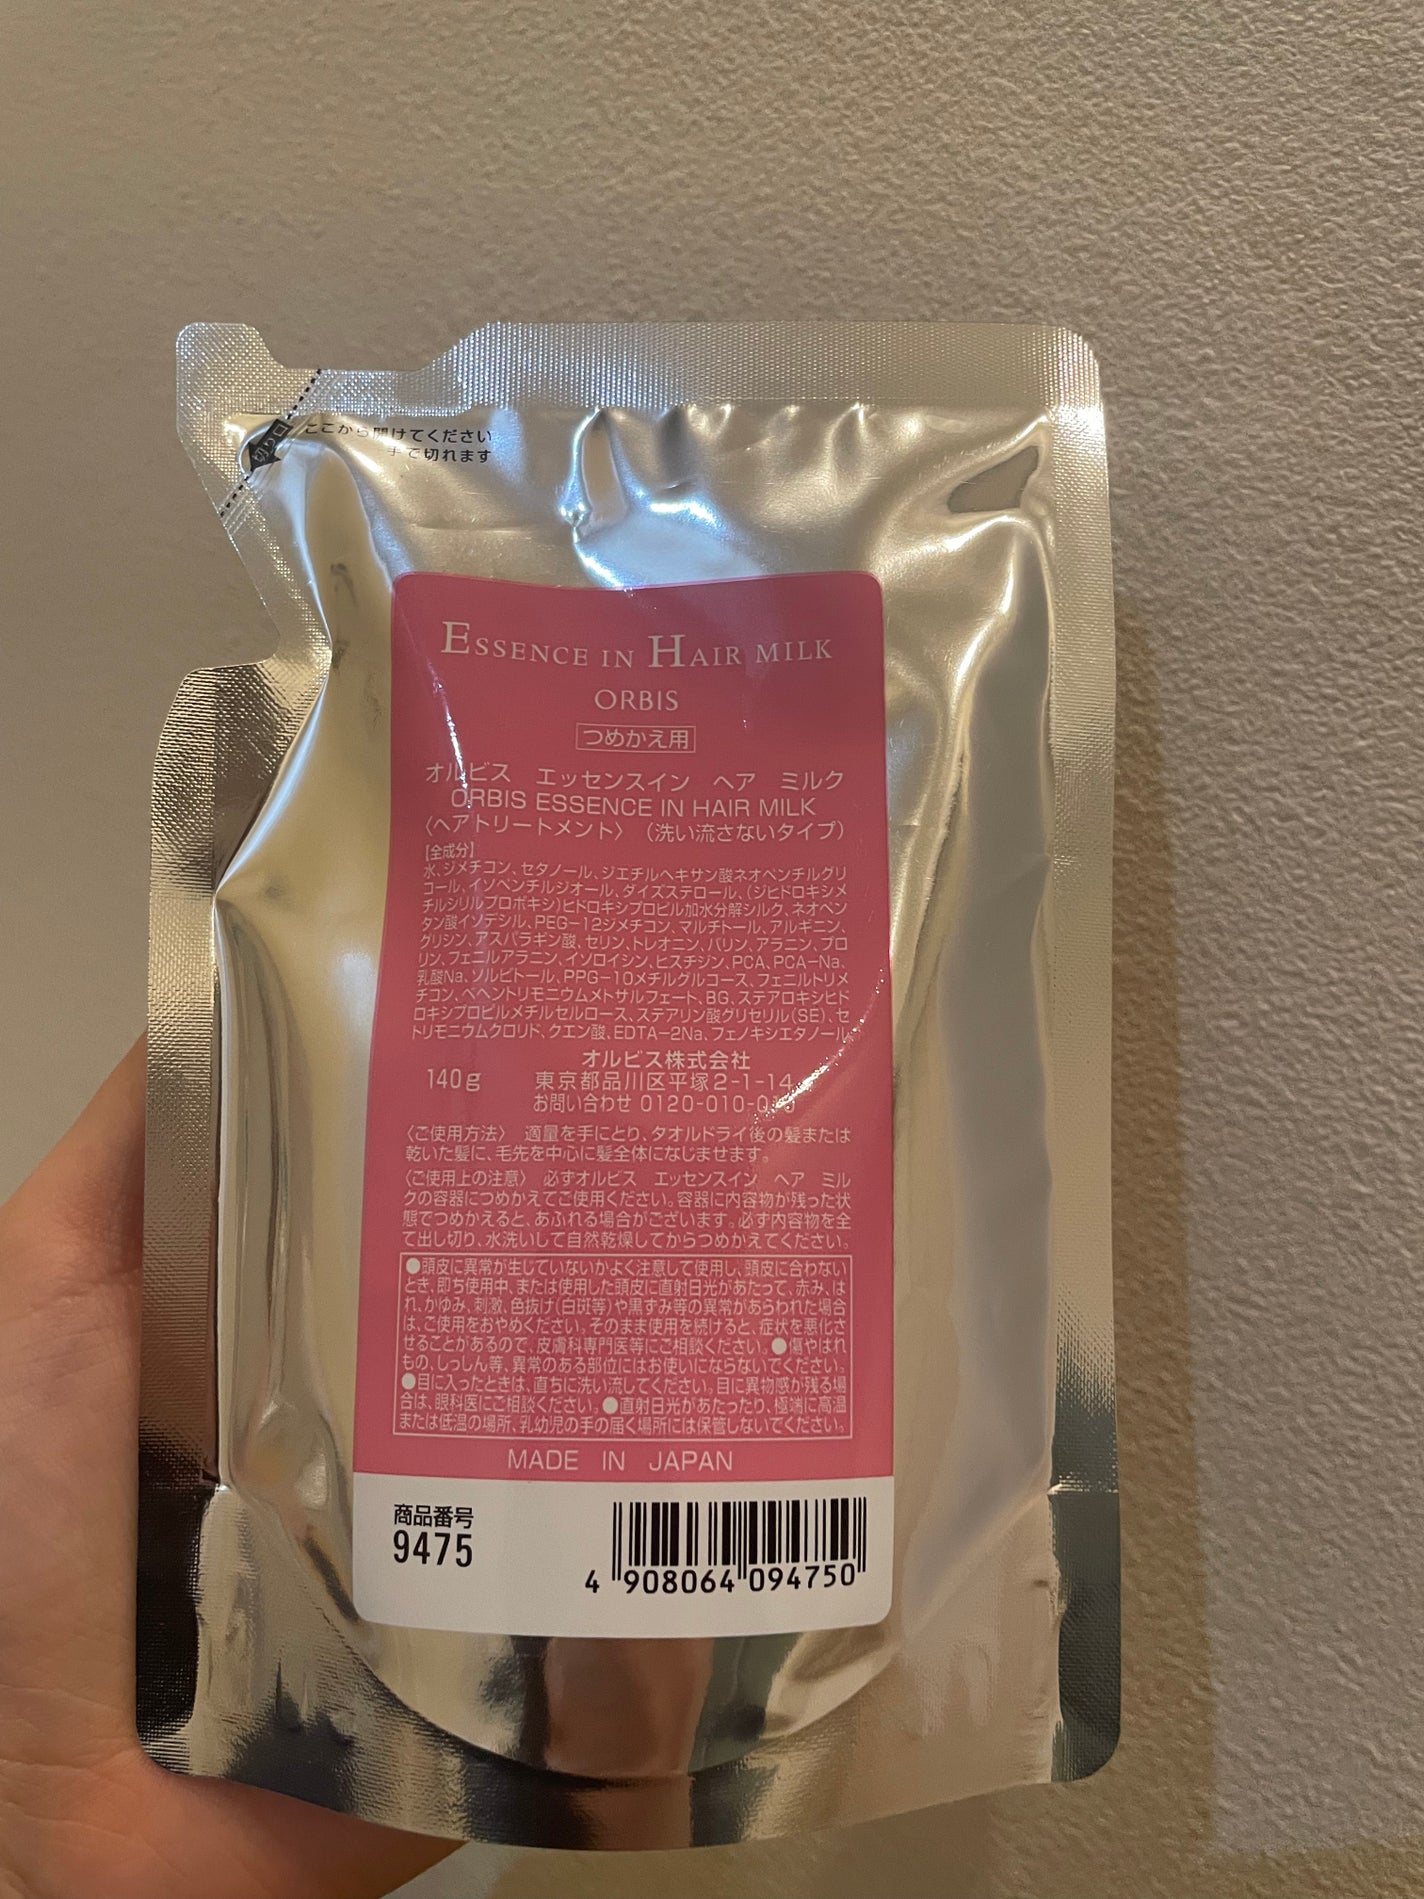 ここから開けてください
手で切れます
切り口
ESSENCE IN HAIR MILK
ORBIS
つめかえ用
オルビス エッセンスイン ヘア ミルク
ORBIS ESSENCE IN HAIR MILK
〈ヘアトリートメント〉(洗い流さないタイプ)
【全成分】
水、ジメチコン、セタノール、ジエチルヘキサン酸ネオペンチルグリ
コール、イソペンチルジオール、ダイズステロール、(ジヒドロキシメ
チルシリルプロポキシ)ヒドロキシプロピル加水分解シルク、ネオペン
タン酸イソデシル、PEG-12ジメチコン、マルチトール、アルギニン、
グリシン、アスパラギン酸、セリン、トレオニン、バリン、アラニン、プロ
リン、フェニルアラニン、イソロイシン、ヒスチジン、PCA、PCA-Na、
乳酸Na、ソルビトール、PPG-10メチルグルコース、フェニルトリメ
チコン、ベヘントリモニウムメトサルフェート、BG、ステアロキシヒド
ロキシプロピルメチルセルロース、ステアリン酸グリセリル(SE)、セ
トリモニウムクロリド、クエン酸、EDTA-2Na、フェノキシエタノール
オルビス株式会社
140g 東京都品川区平塚2-1-14
お問い合わせ 0120-010-
〈ご使用方法〉 適量を手にとり、タオルドライ後の髪または
乾いた髪に、毛先を中心に髪全体になじませます。
〈ご使用上の注意〉 必ずオルビス エッセンスイン ヘア ミル
クの容器につめかえてご使用ください。容器に内容物が残った状
態でつめかえると、あふれる場合がございます。必ず内容物を全
て出し切り、水洗いして自然乾燥してからつめかえてください。
●頭皮に異常が生じていないかよく注意して使用し、頭皮に合わない
とき、即ち使用中、または使用した頭皮に直射日光があたって、赤み、は
れ、かゆみ、刺激、色抜け(白斑等)や黒ずみ等の異常があらわれた場合
は、ご使用をおやめください。そのまま使用を続けると、症状を悪化さ
せることがあるので、皮膚科専門医等にご相談ください。●傷やはれ
もの、しっしん等、異常のある部位にはお使いにならないでください。
●目に入ったときは、直ちに洗い流してください。目に異物感が残る場
合は、眼科医にご相談ください。●直射日光があたったり、極端に高温
または低温の場所、乳幼児の手の届く場所には保管しないでください。
MADE IN JAPAN
商品番号
9475
4 908064 094750